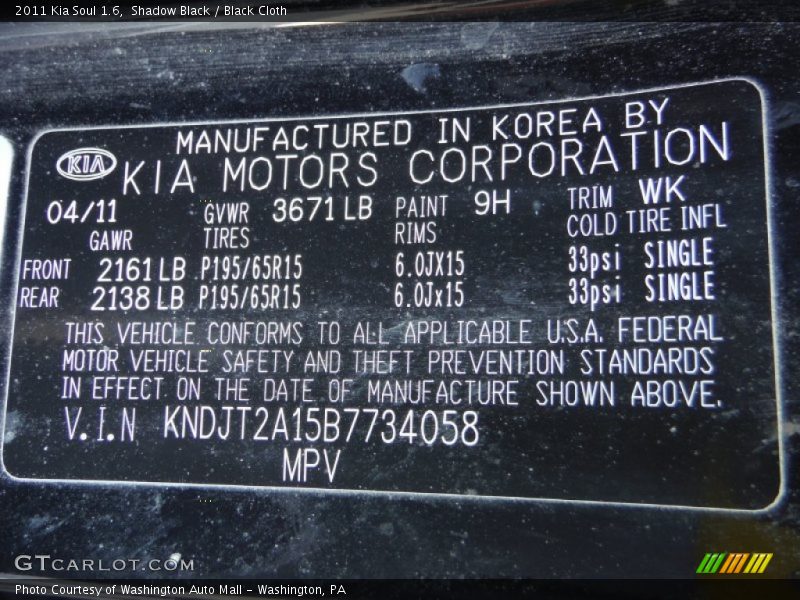 2011 Kia Soul 1.6, Shadow Black / Black Cloth
MANUFACTURED IN KOREA BY
KIA KIA MOTORS CORPORATION
04/11 GVWR 3671 LB PAINT 9H TRIM WK
GAWR TIRES RIMS COLD TIRE INFL
FRONT 2161 LB P195/65R15 6.0JX15 33psi SINGLE
REAR 2138 LB P195/65R15 6.0Jx15 33psi SINGLE
THIS VEHICLE CONFORMS TO ALL APPLICABLE U.S.A. FEDERAL
MOTOR VEHICLE SAFETY AND THEFT PREVENTION STANDARDS
IN EFFECT ON THE DATE OF MANUFACTURE SHOWN ABOVE.
V.I.N KNDJT2A15B7734058
MPV
GTCARLOT.COM
Photo Courtesy of Washington Auto Mall - Washington, PA